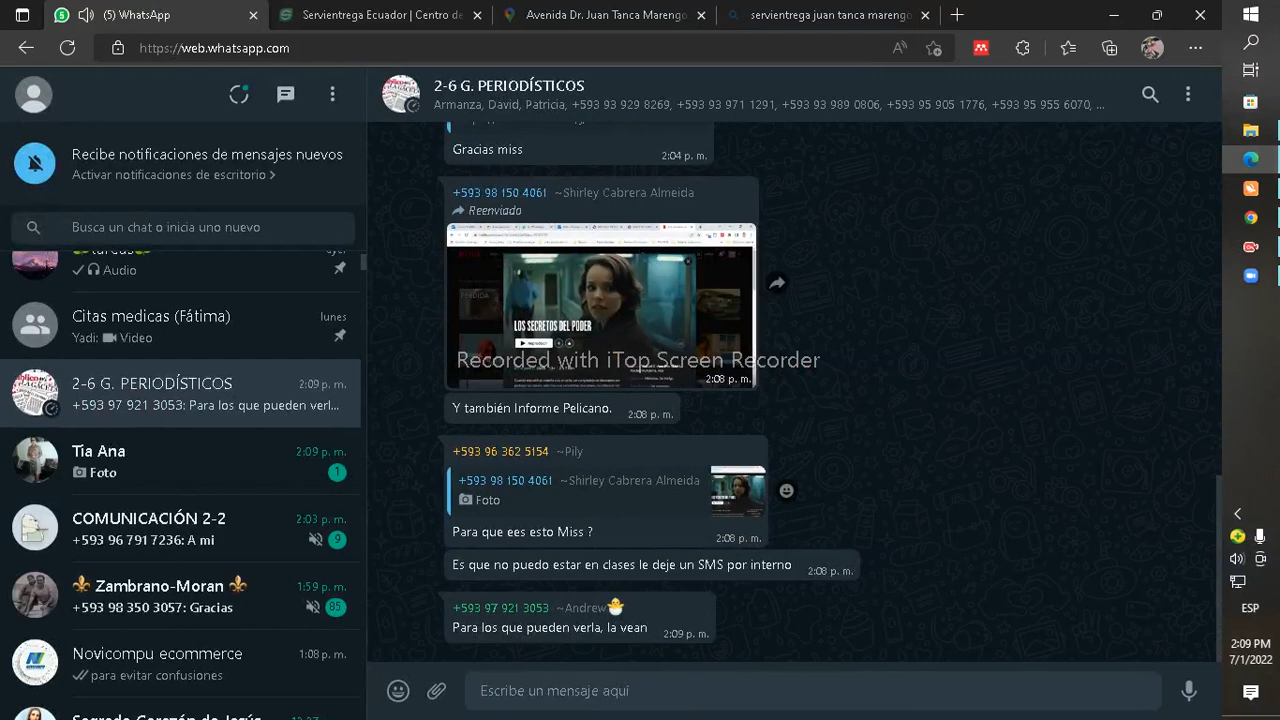 (5) WhatsApp
Servientrega Ecuador | Centro de
Avenida Dr. Juan Tanca Marengo,
servientrega juan tanca marengo
https://web.whatsapp.com
2-6 G. PERIODÍSTICOS
Armanza, David, Patricia, +593 93 929 8269, +593 93 971 1291, +593 93 989 0806, +593 95 905 1776, +593 95 955 6070, ...
Recibe notificaciones de mensajes nuevos
Activar notificaciones de escritorio
Busca un chat o inicia uno nuevo
Audio
Citas medicas (Fátima)
lunes
Yadi: Video
2-6 G. PERIODÍSTICOS
2:09 p. m.
+593 97 921 3053: Para los que pueden verl...
Tía Ana
2:09 p. m.
Foto
1
COMUNICACIÓN 2-2
2:03 p. m.
+593 96 791 7236: A mi
9
⚜️ Zambrano-Moran ⚜️
1:59 p. m.
+593 98 350 3057: Gracias
85
Novicompu ecommerce
1:08 p. m.
para evitar confusiones
Sagrado Corazón de Jesús
Gracias miss
2:04 p. m.
+593 98 150 4061 ~Shirley Cabrera Almeida
Reenviado
PERDIDA
LOS SECRETOS DEL PODER
Recorded with iTop Screen Recorder
2:08 p. m.
Y también Informe Pelicano.
2:08 p. m.
+593 96 362 5154 ~Pily
+593 98 150 4061 ~Shirley Cabrera Almeida
Foto
Para que ees esto Miss ?
2:08 p. m.
Es que no puedo estar en clases le deje un SMS por interno
2:08 p. m.
+593 97 921 3053 ~Andrew🐣
Para los que pueden verla, la vean
2:09 p. m.
Escribe un mensaje aquí
ESP
2:09 PM
7/1/2022